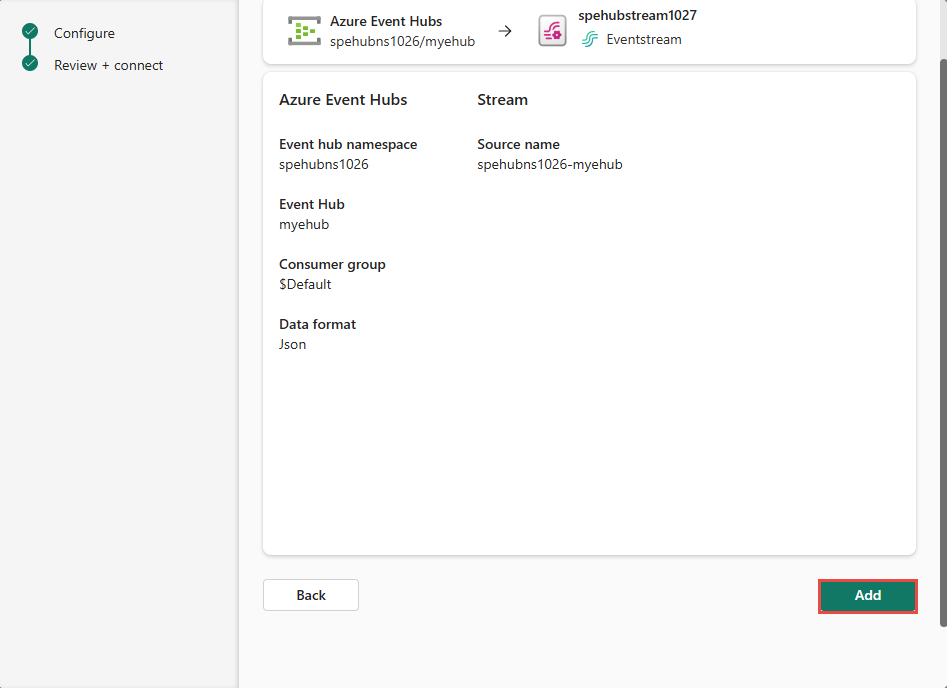 Configure
Review + connect
Azure Event Hubs
spehubns1026/myehub
spehubstream1027
Eventstream
Azure Event Hubs
Stream
Event hub namespace
spehubns1026
Source name
spehubns1026-myehub
Event Hub
myehub
Consumer group
$Default
Data format
Json
Back
Add